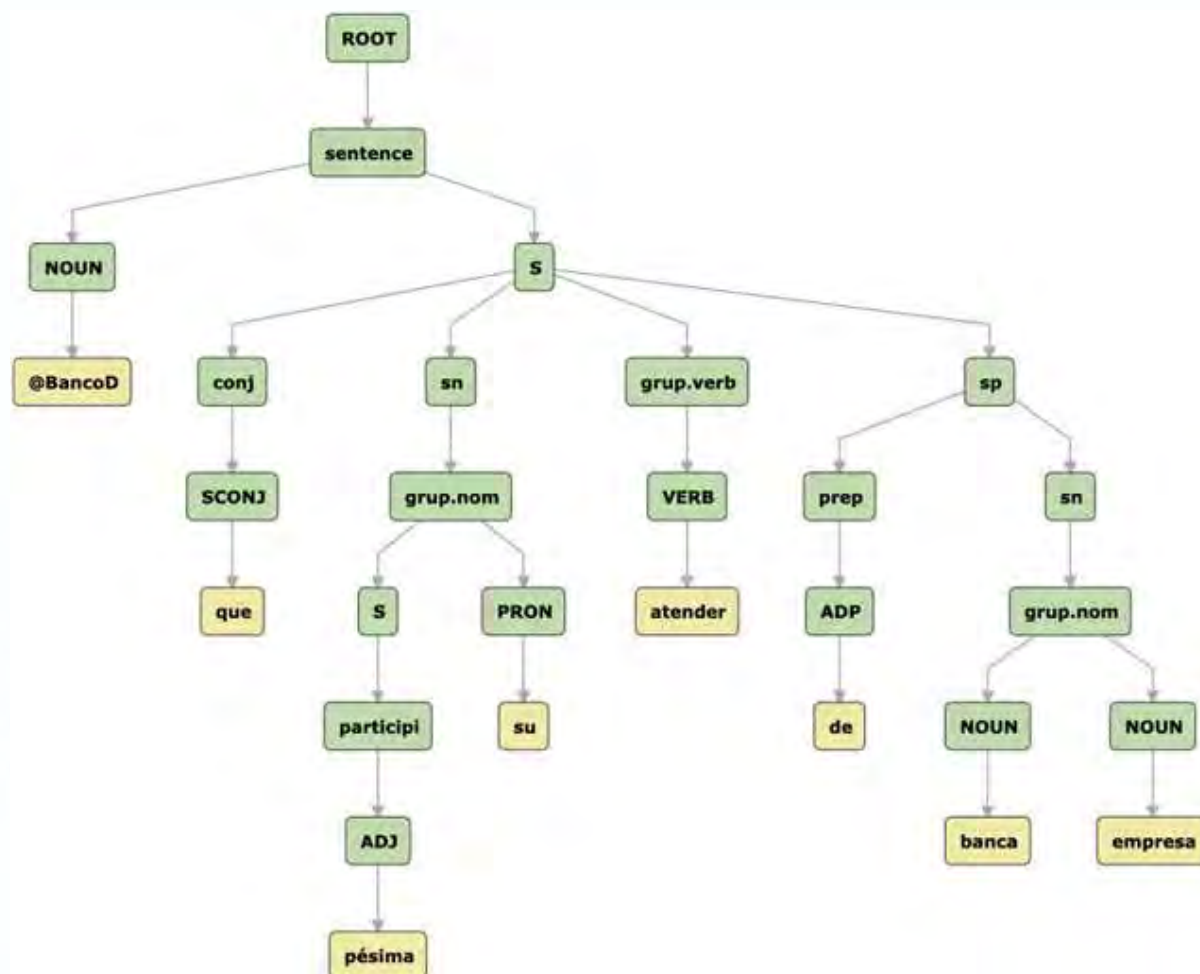 ROOT
sentence
NOUN S
@BancoD conj sn grup.verb sp
SCONJ grup.nom VERB prep sn
que S PRON atender ADP grup.nom
participi su de NOUN NOUN
ADJ banca empresa
pésima